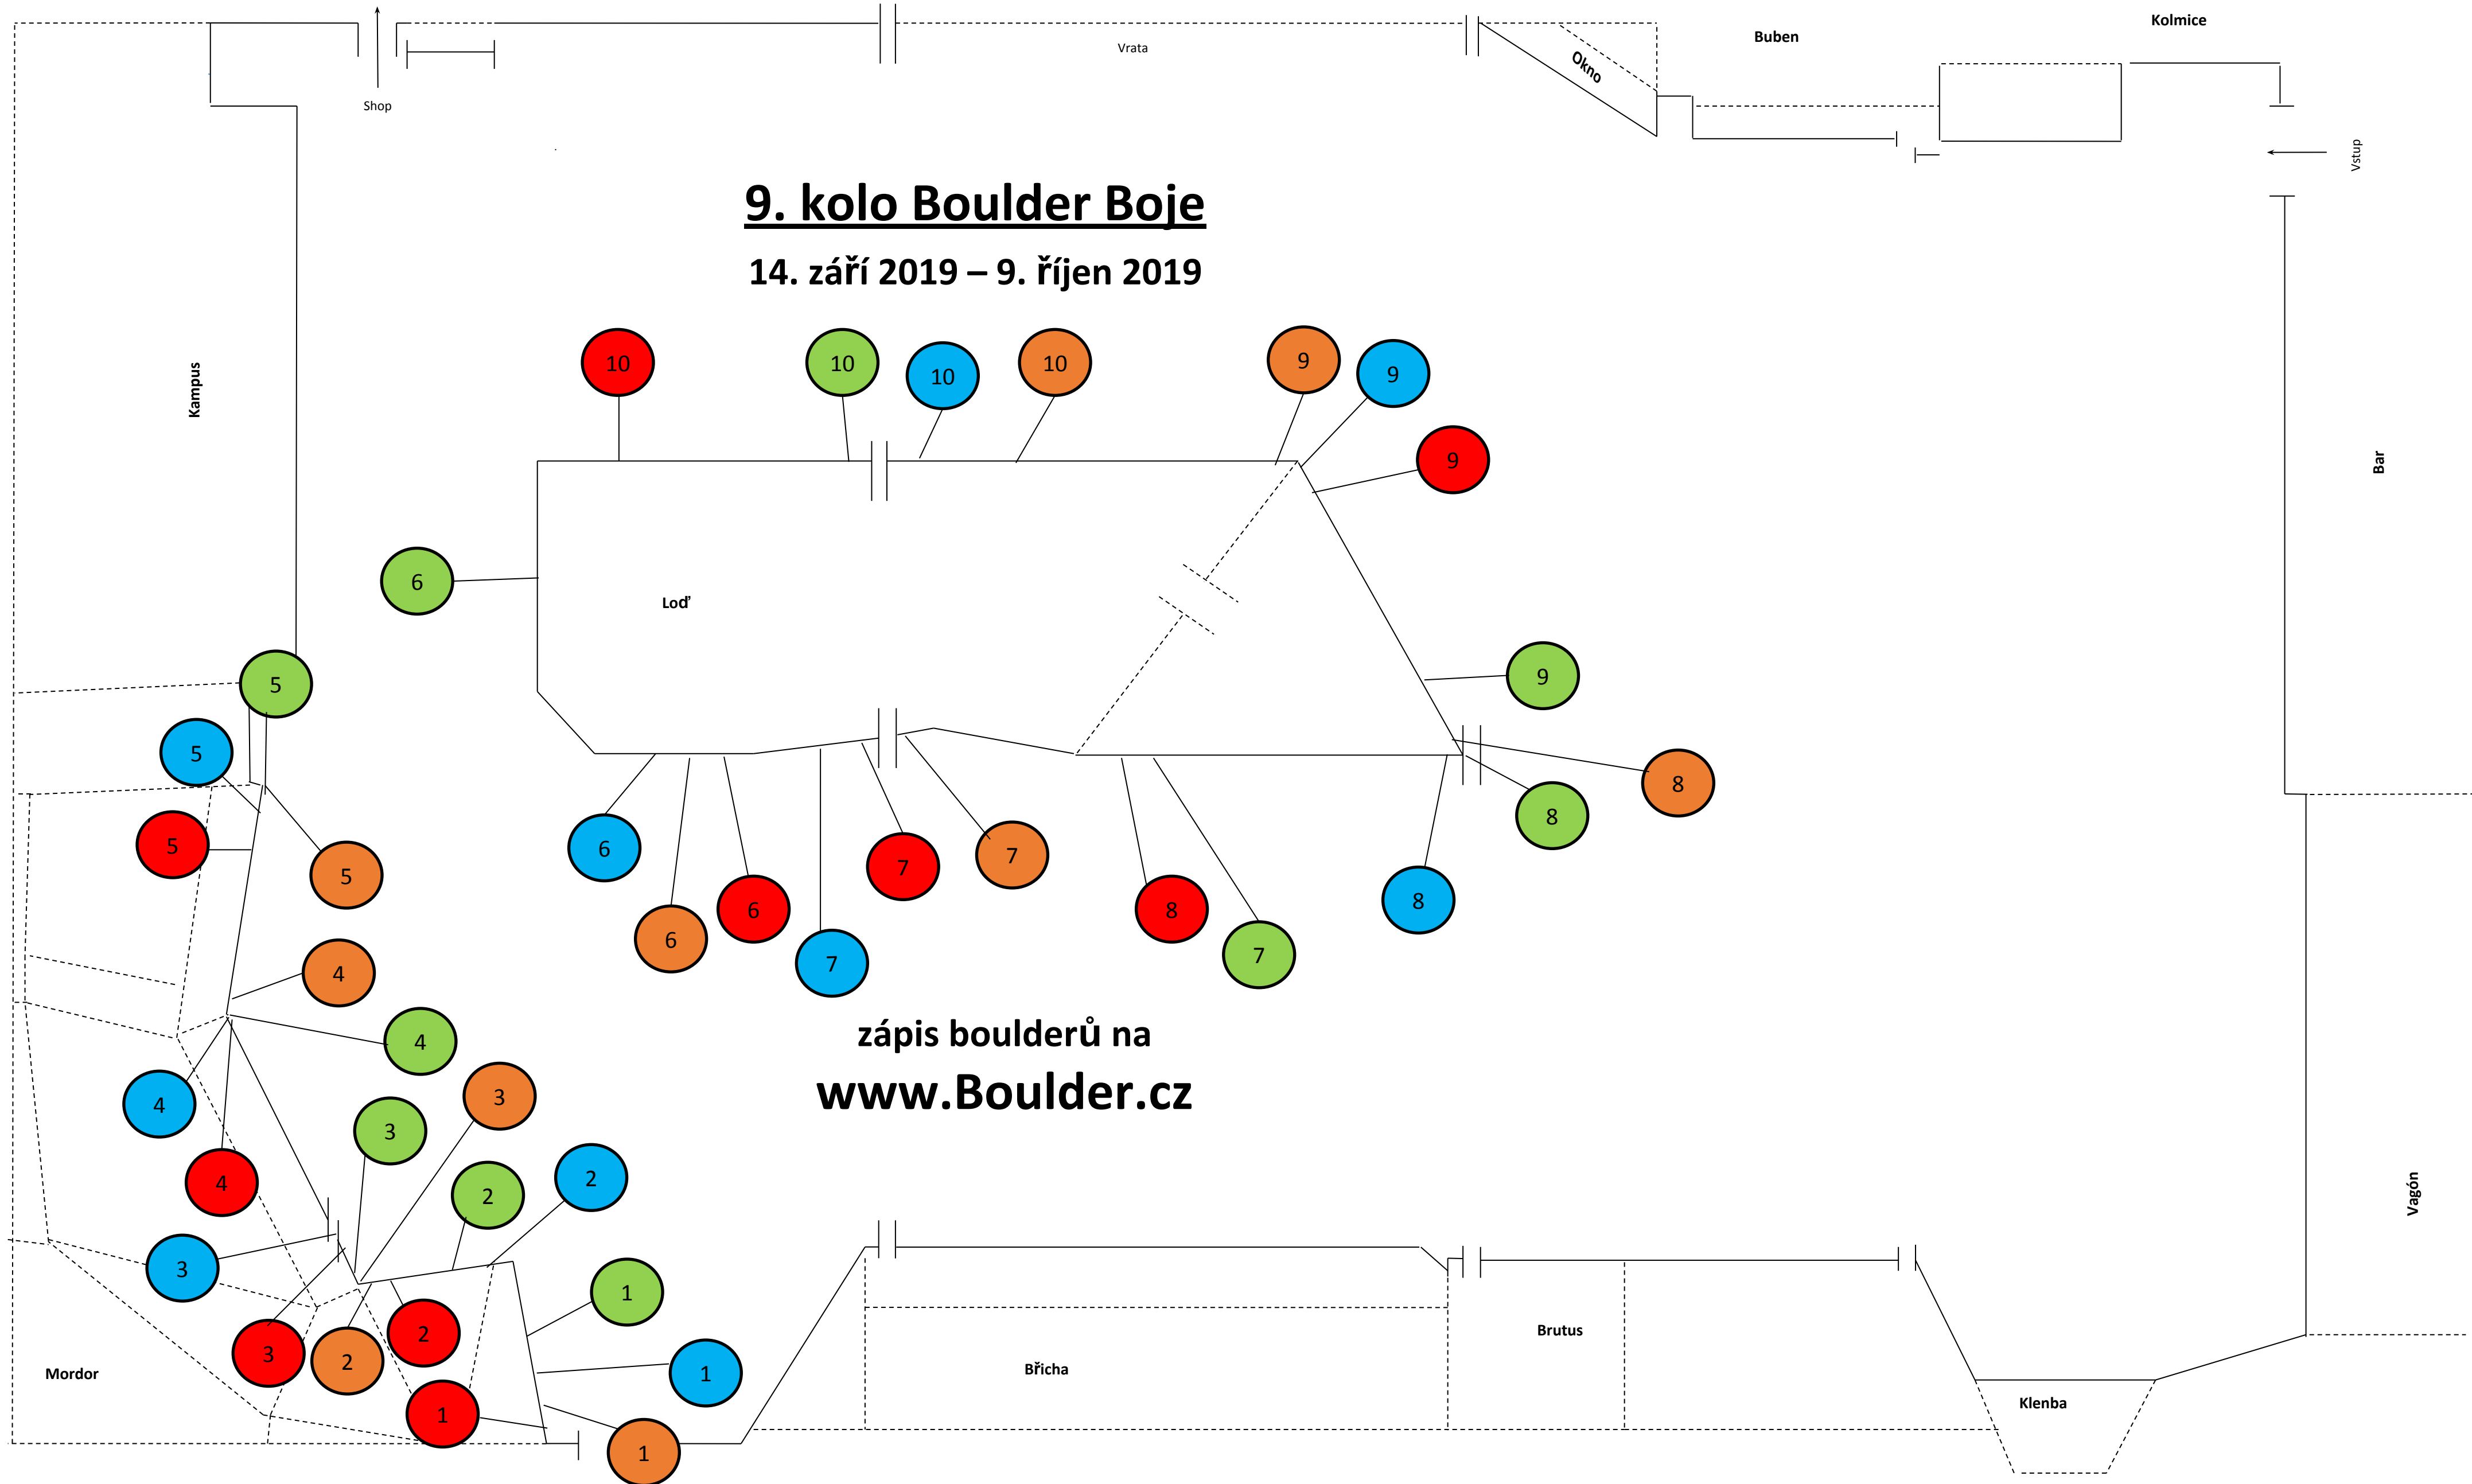 Kolmice
Buben
Vrata
Okno
Shop
Vstup
9. kolo Boulder Boje
14. září 2019 – 9. říjen 2019
Kampus
10
10
10
10
9
9
9
Bar
6
Loď
5
9
5
8
5
5
6
7
7
8
8
6
6
8
7
7
4
4
zápis boulderů na
www.Boulder.cz
4
3
3
4
2
2
Vagón
3
1
3
2
2
1
Brutus
Břicha
Mordor
Klenba
1
1